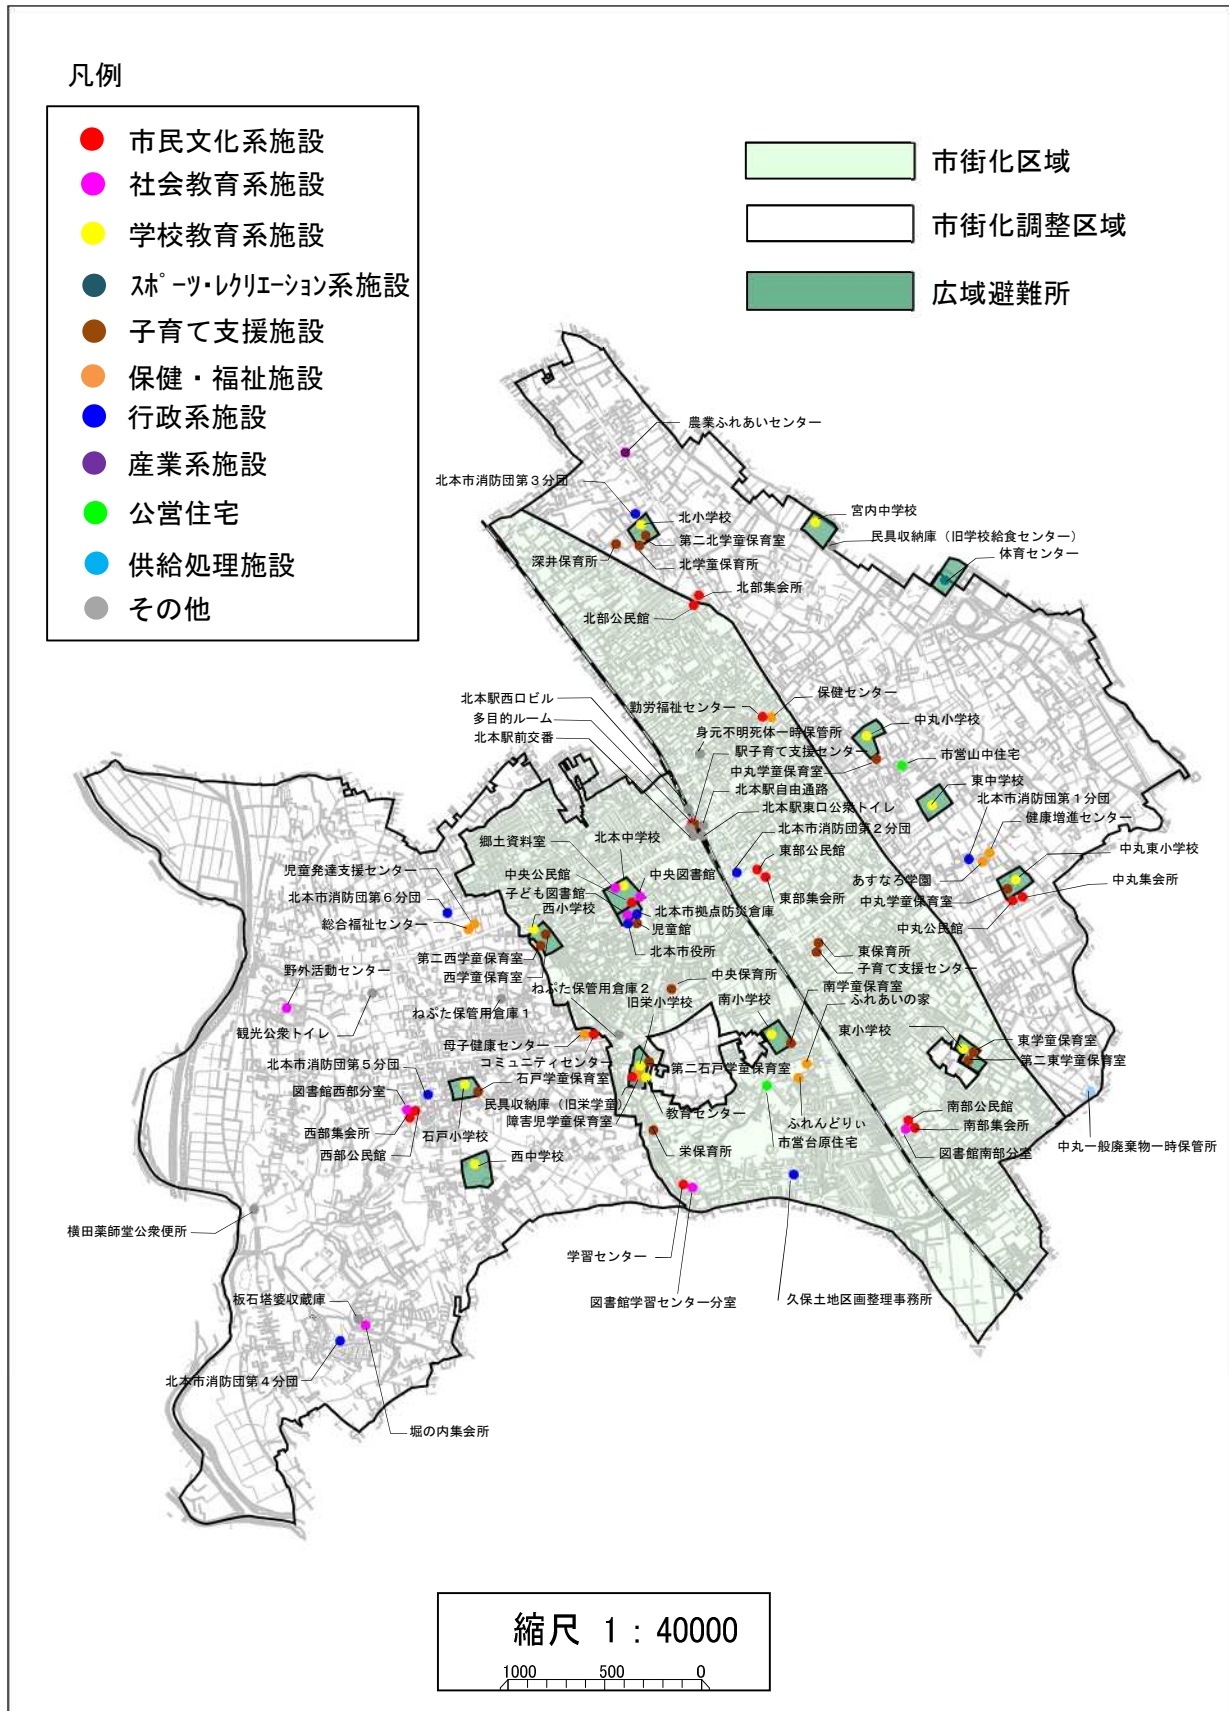 凡例
市民文化系施設
社会教育系施設
学校教育系施設
ｽﾎﾟｰﾂ・ﾚｸﾘｴｰｼｮﾝ系施設
子育て支援施設
保健・福祉施設
行政系施設
産業系施設
公営住宅
供給処理施設
その他
市街化区域
市街化調整区域
広域避難所
農業ふれあいセンター
北本市消防団第３分団
北小学校
宮内中学校
第二北学童保育室
民具収納庫（旧学校給食センター）
体育センター
深井保育所
北学童保育所
北部集会所
北部公民館
北本駅西口ビル
多目的ルーム
北本駅前交番
勤労福祉センター
保健センター
身元不明死体一時保管所
中丸小学校
駅子育て支援センター
中丸学童保育室
市営山中住宅
北本駅自由通路
東中学校
北本駅東口公衆トイレ
北本市消防団第１分団
北本市消防団第２分団
健康増進センター
郷土資料室
北本中学校
東部公民館
中丸東小学校
児童発達支援センター
中央公民館
中央図書館
あすなろ学園
中丸集会所
子ども図書館
東部集会所
中丸学童保育室
北本市消防団第６分団
西小学校
北本市拠点防災倉庫
総合福祉センター
児童館
中丸公民館
第二西学童保育室
北本市役所
東保育所
西学童保育室
子育て支援センター
野外活動センター
ねぷた保管用倉庫２
中央保育所
南学童保育室
旧栄小学校
南小学校
ふれあいの家
観光公衆トイレ
ねぷた保管用倉庫１
東小学校
母子健康センター
東学童保育室
コミュニティセンター
第二東学童保育室
北本市消防団第５分団
第二石戸学童保育室
石戸学童保育室
図書館西部分室
民具収納庫（旧栄学童）
教育センター
障害児学童保育室
ふれんどりぃ
南部公民館
西部集会所
石戸小学校
市営台原住宅
南部集会所
西部公民館
栄保育所
図書館南部分室
中丸一般廃棄物一時保管所
西中学校
横田薬師堂公衆便所
学習センター
図書館学習センター分室
久保土地区画整理事務所
板石塔婆収蔵庫
北本市消防団第４分団
堀の内集会所
縮尺 1 : 40000
1000 500 0